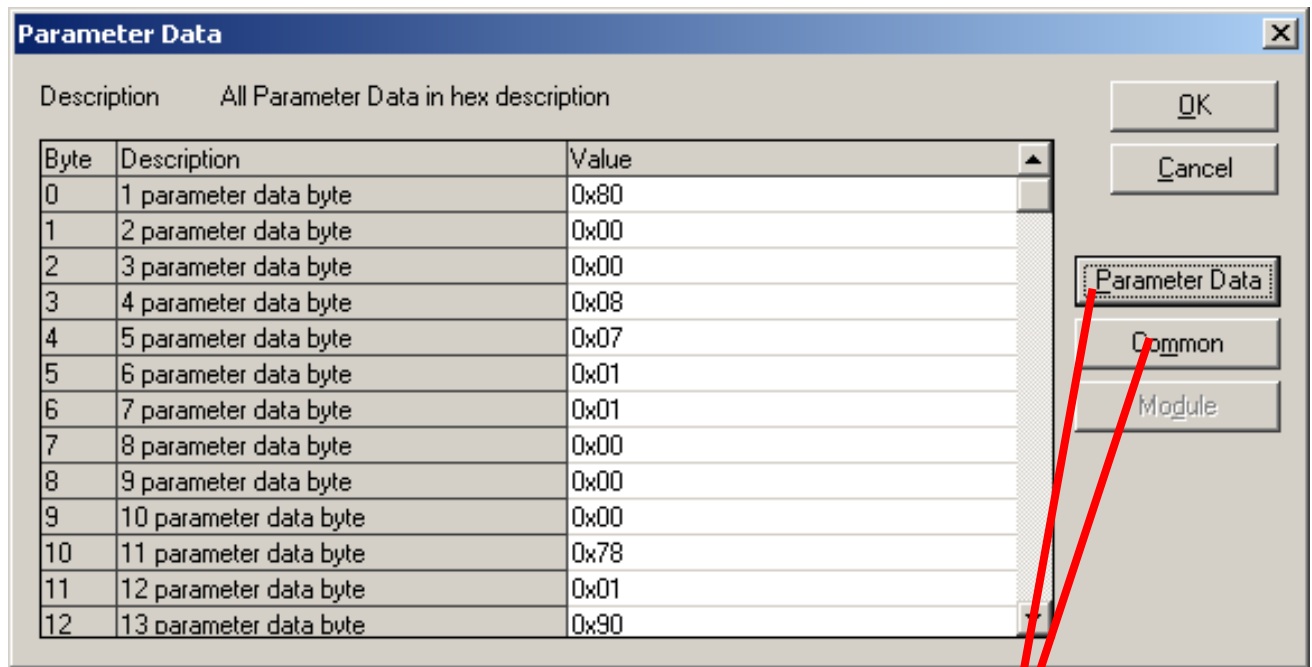 Parameter Data
Description All Parameter Data in hex description
OK
Cancel
Byte Description Value
0 1 parameter data byte 0x80
1 2 parameter data byte 0x00
2 3 parameter data byte 0x00
3 4 parameter data byte 0x08
4 5 parameter data byte 0x07
5 6 parameter data byte 0x01
6 7 parameter data byte 0x01
7 8 parameter data byte 0x00
8 9 parameter data byte 0x00
9 10 parameter data byte 0x00
10 11 parameter data byte 0x78
11 12 parameter data byte 0x01
12 13 parameter data byte 0x90
Parameter Data
Common
Module